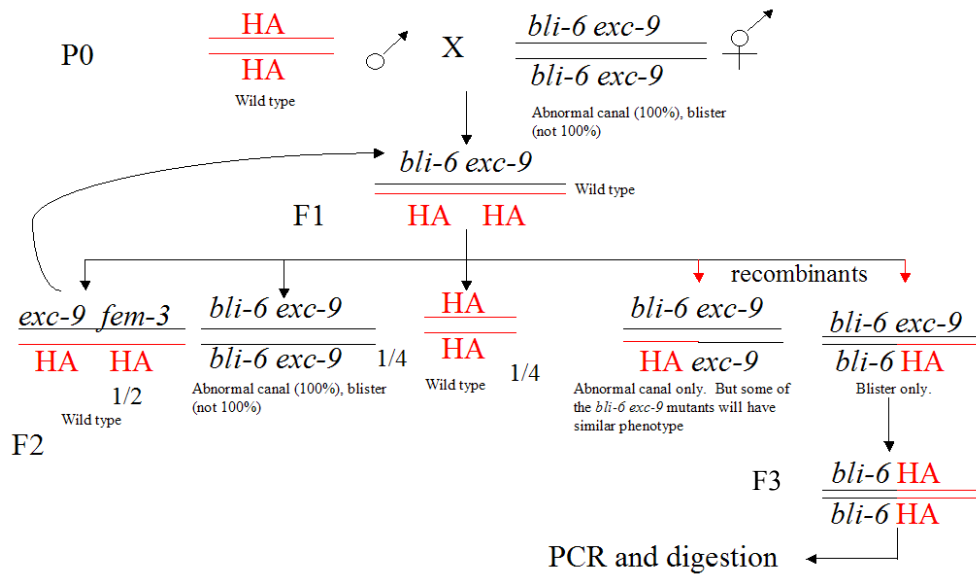 P0
HA
HA
Wild type
X
bli-6 exc-9
bli-6 exc-9
Abnormal canal (100%), blister
(not 100%)
bli-6 exc-9
Wild type
HA HA
F1
recombinants
exc-9 fem-3
HA HA
1/2
Wild type
bli-6 exc-9
bli-6 exc-9
1/4
Abnormal canal (100%), blister
(not 100%)
HA
HA
1/4
Wild type
bli-6 exc-9
HA exc-9
Abnormal canal only. But some of
the bli-6 exc-9 mutants will have
similar phenotype
bli-6 exc-9
bli-6 HA
Blister only.
F2
F3
bli-6 HA
bli-6 HA
PCR and digestion